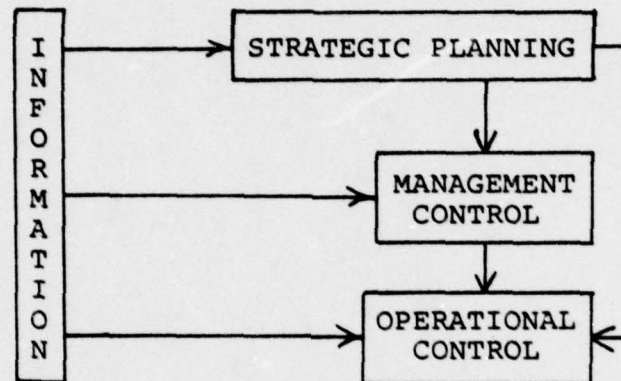 INFORMATION
STRATEGIC PLANNING
MANAGEMENT
CONTROL
OPERATIONAL
CONTROL